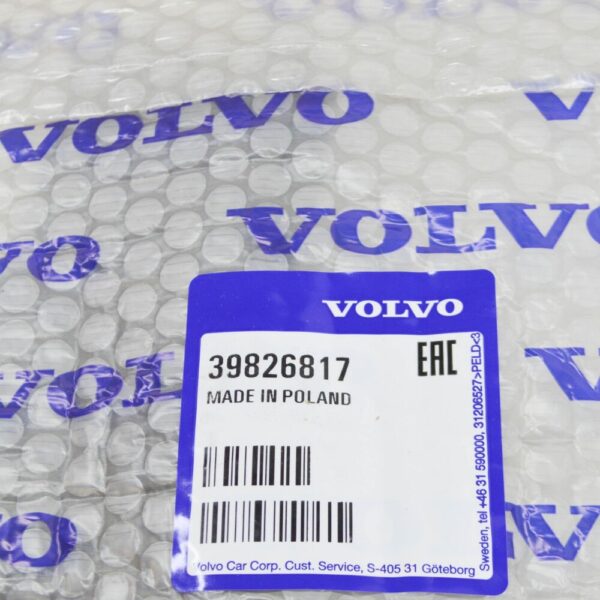 VOLVO
VOLVO
VO
VOLVO
VOLVO
39826817
EAC
MADE IN POLAND
Volvo Car Corp. Cust. Service, S-405 31 Göteborg
Sweden, tel +46 31 590000, 31206527>PELD<3